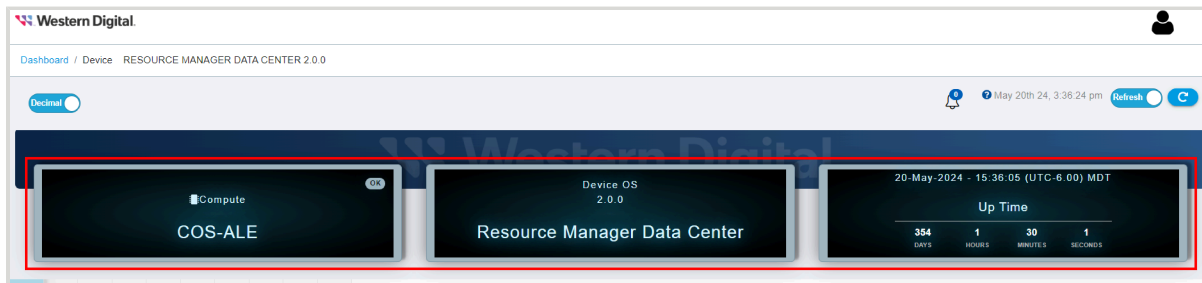 Western Digital.
Dashboard / Device RESOURCE MANAGER DATA CENTER 2.0.0
Decimal
0
? May 20th 24, 3:36:24 pm
Refresh
Western Digital
OK
Compute
COS-ALE
Device OS
2.0.0
Resource Manager Data Center
20-May-2024 - 15:36:05 (UTC-6.00) MDT
Up Time
354 1 30 1
DAYS HOURS MINUTES SECONDS